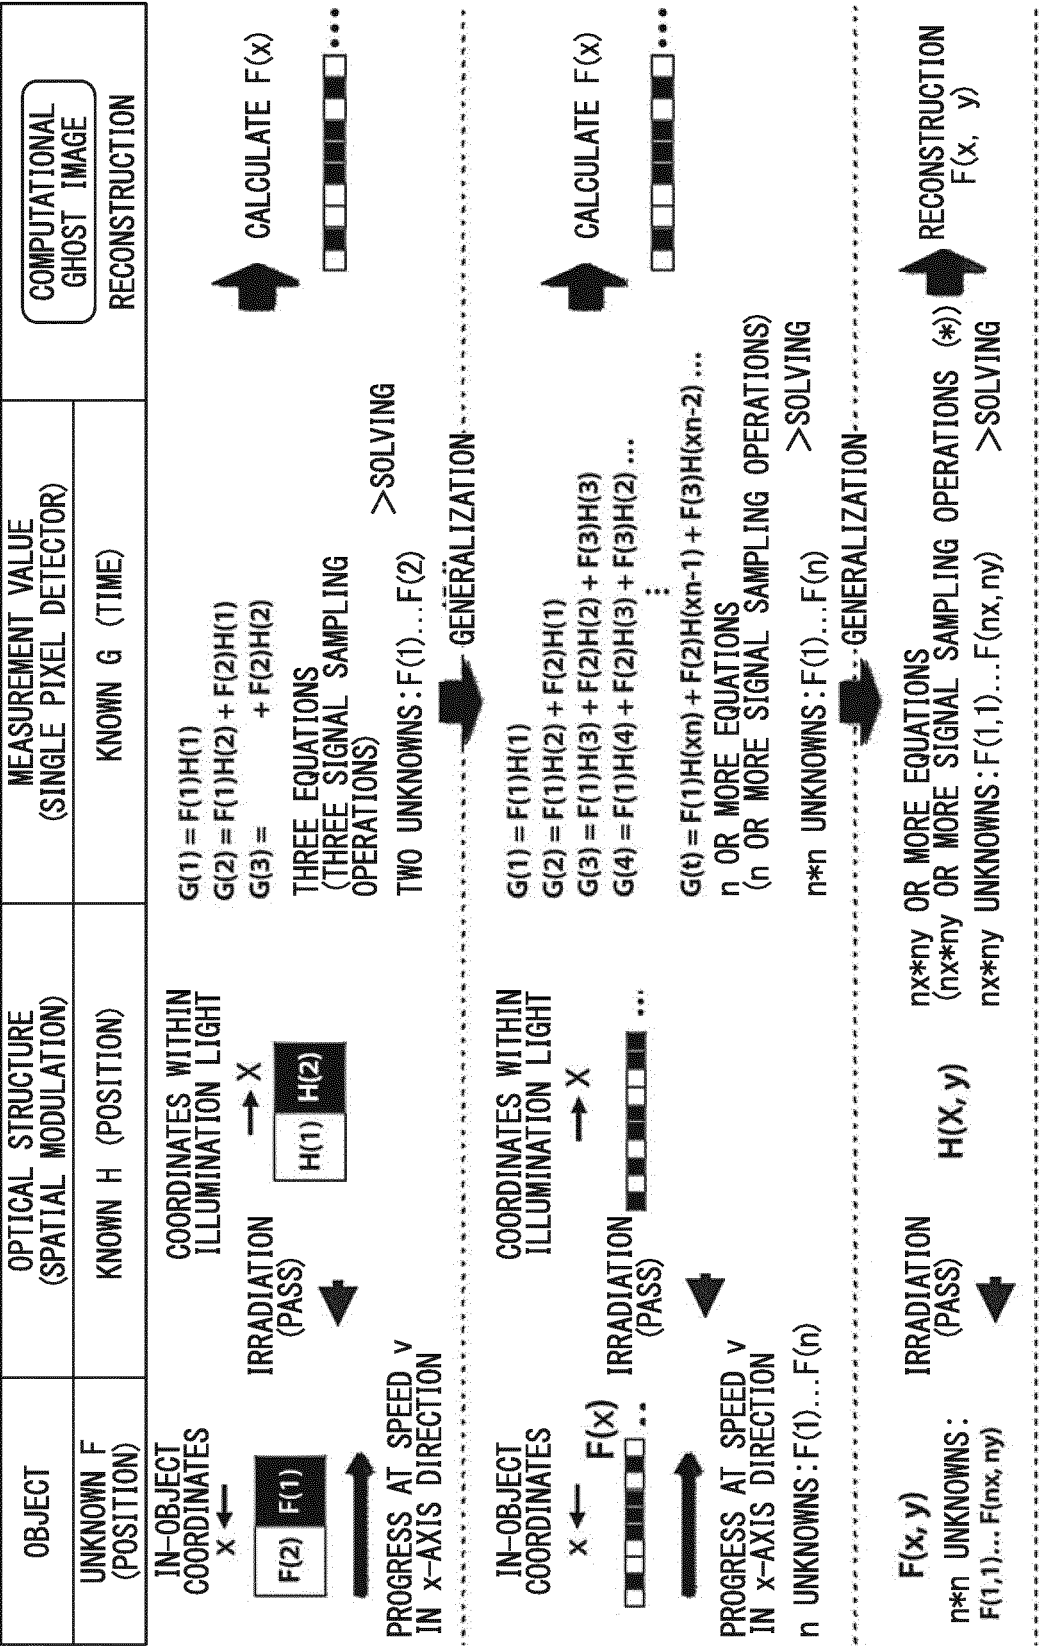 OBJECT
OPTICAL STRUCTURE
(SPATIAL MODULATION)
MEASUREMENT VALUE
(SINGLE PIXEL DETECTOR)
COMPUTATIONAL
GHOST IMAGE
UNKNOWN F
(POSITION)
KNOWN H (POSITION)
KNOWN G (TIME)
RECONSTRUCTION
IN-OBJECT
COORDINATES
x
F(2) F(1)
PROGRESS AT SPEED v
IN x-AXIS DIRECTION
IRRADIATION
(PASS)
COORDINATES WITHIN
ILLUMINATION LIGHT
X
H(1) H(2)
G(1) = F(1)H(1)
G(2) = F(1)H(2) + F(2)H(1)
G(3) = + F(2)H(2)
THREE EQUATIONS
(THREE SIGNAL SAMPLING
OPERATIONS)
TWO UNKNOWNS:F(1)...F(2)
>SOLVING
CALCULATE F(x)
...
GENERALIZATION
IN-OBJECT
COORDINATES
x
F(x)
...
PROGRESS AT SPEED v
IN x-AXIS DIRECTION
n UNKNOWNS:F(1)...F(n)
IRRADIATION
(PASS)
COORDINATES WITHIN
ILLUMINATION LIGHT
X
...
G(1) = F(1)H(1)
G(2) = F(1)H(2) + F(2)H(1)
G(3) = F(1)H(3) + F(2)H(2) + F(3)H(3)
G(4) = F(1)H(4) + F(2)H(3) + F(3)H(2) ...
G(t) = F(1)H(xn) + F(2)H(xn-1) + F(3)H(xn-2) ...
n OR MORE EQUATIONS
(n OR MORE SIGNAL SAMPLING OPERATIONS)
n*n UNKNOWNS:F(1)...F(n)
>SOLVING
CALCULATE F(x)
...
GENERALIZATION
F(x, y)
n*n UNKNOWNS:
F(1,1)... F(nx, ny)
IRRADIATION
(PASS)
H(X, y)
nx*ny OR MORE EQUATIONS
(nx*ny OR MORE SIGNAL SAMPLING OPERATIONS (*))
nx*ny UNKNOWNS:F(1,1)...F(nx,ny)
>SOLVING
RECONSTRUCTION
F(x, y)